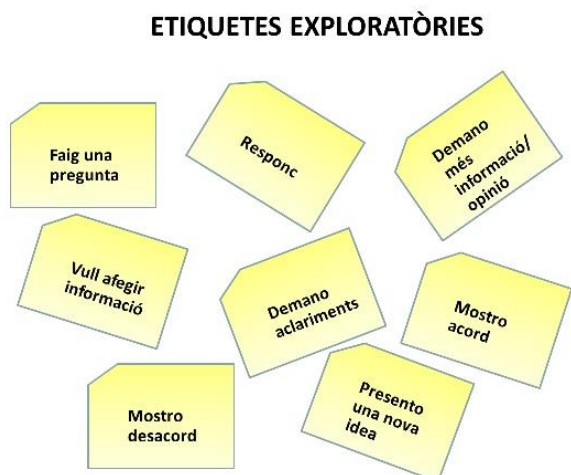 ETIQUETES EXPLORATÒRIES
Faig una
pregunta
Responc
Demano
més
informació/
opinió
Vull afegir
informació
Demano
aclariments
Mostro
acord
Mostro
desacord
Presento
una nova
idea